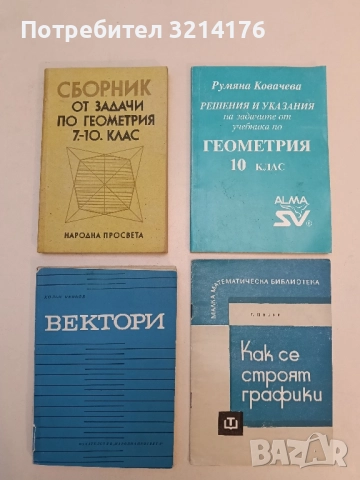 Потребител 3214176
СБОРНИК
ОТ ЗАДАЧИ
ПО ГЕОМЕТРИЯ
7.-10. КЛАС
НАРОДНА ПРОСВЕТА
Румяна Ковачева
РЕШЕНИЯ И УКАЗАНИЯ
на задачите от
учебника по
ГЕОМЕТРИЯ
10 КЛАС
ALMA
SV®
ВЕКТОРИ
МАЛКА МАТЕМАТИЧЕСКА БИБЛИОТЕКА
Как се
строят
графики
BAZAR